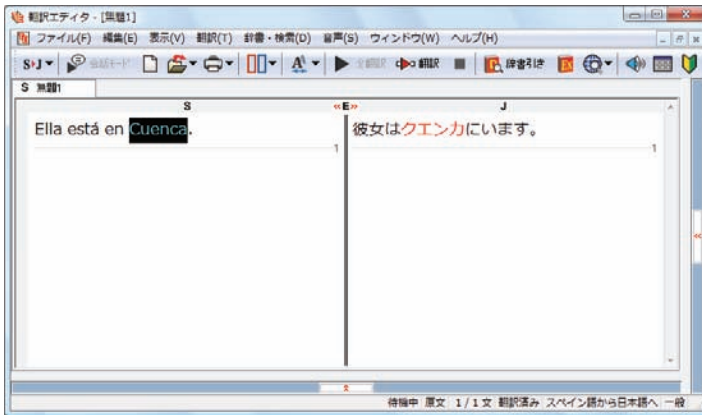 翻訳エディタ - [無題1]
ファイル(F) 編集(E) 表示(V) 翻訳(T) 辞書・検索(D) 音声(S) ウィンドウ(W) ヘルプ(H)
S▸J 会話モード 全翻訳 翻訳 辞書引き
S 無題1
S «E» J
Ella está en Cuenca. 彼女はクエンカにいます。
1 1
待機中 原文 1/1文 翻訳済み スペイン語から日本語へ 一般